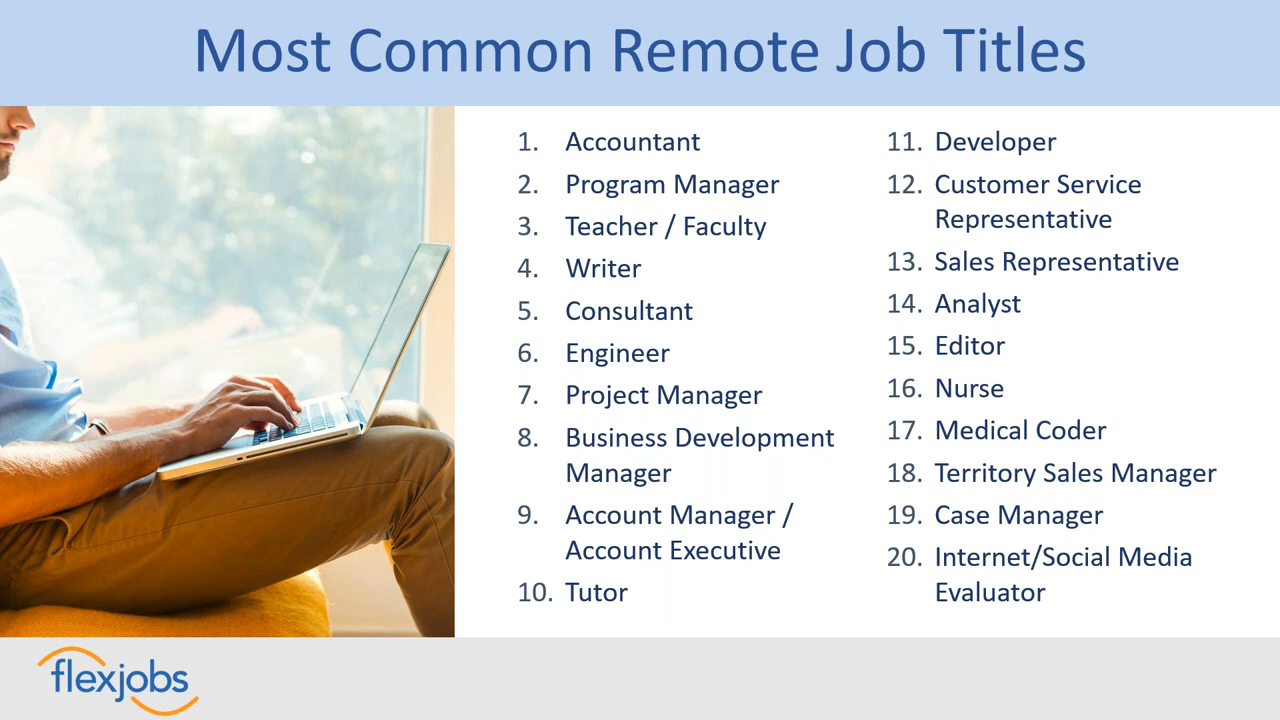 Most Common Remote Job Titles
1. Accountant
2. Program Manager
3. Teacher / Faculty
4. Writer
5. Consultant
6. Engineer
7. Project Manager
8. Business Development
Manager
9. Account Manager /
Account Executive
10. Tutor
11. Developer
12. Customer Service
Representative
13. Sales Representative
14. Analyst
15. Editor
16. Nurse
17. Medical Coder
18. Territory Sales Manager
19. Case Manager
20. Internet/Social Media
Evaluator
flexjobs